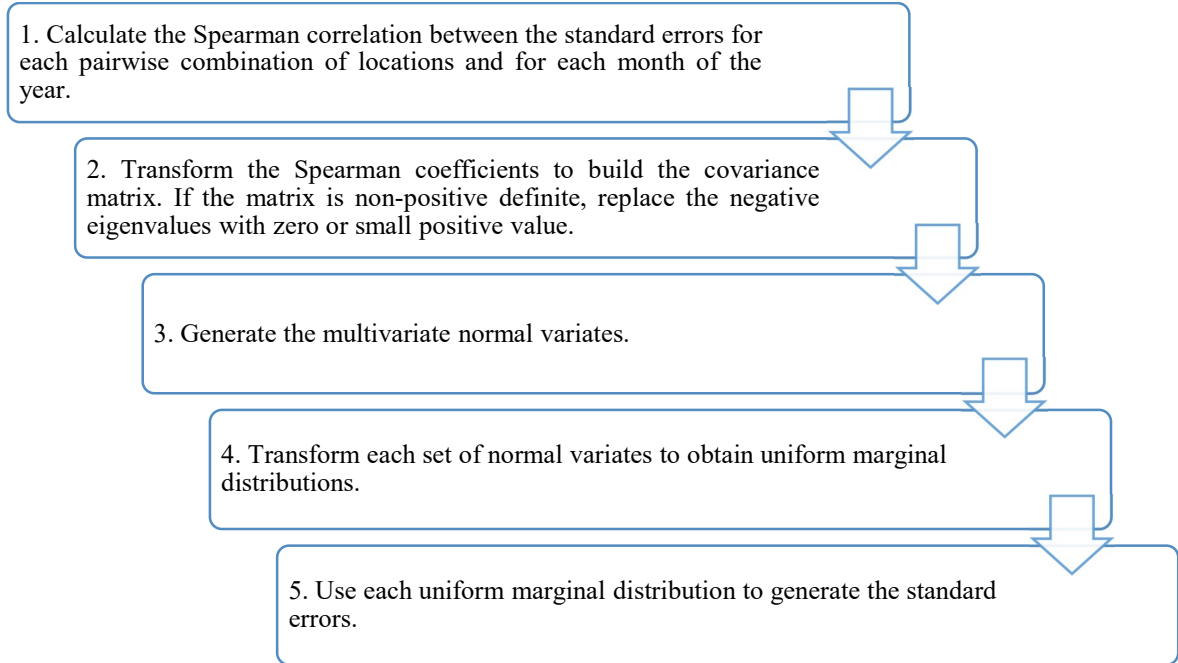 1. Calculate the Spearman correlation between the standard errors for
each pairwise combination of locations and for each month of the
year.
2. Transform the Spearman coefficients to build the covariance
matrix. If the matrix is non-positive definite, replace the negative
eigenvalues with zero or small positive value.
3. Generate the multivariate normal variates.
4. Transform each set of normal variates to obtain uniform marginal
distributions.
5. Use each uniform marginal distribution to generate the standard
errors.